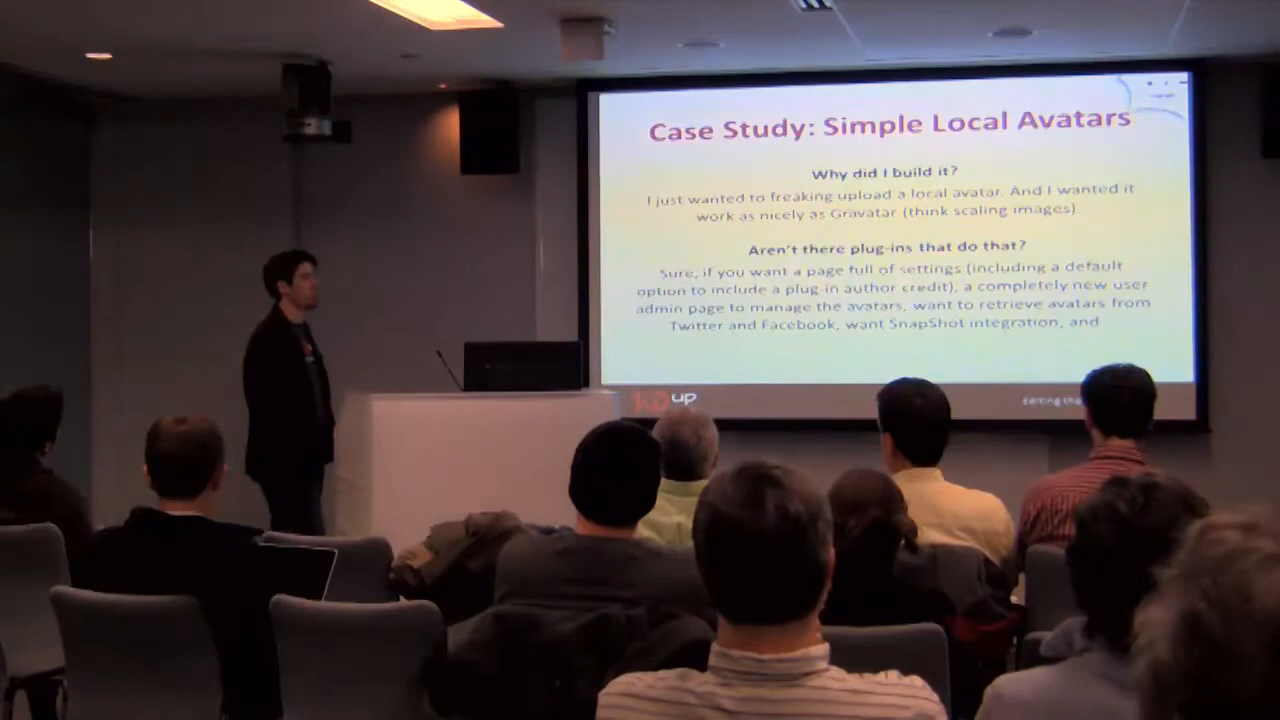 Case Study: Simple Local Avatars
Why did I build it?
I just wanted to freaking upload a local avatar. And I wanted it
work as nicely as Gravatar (think scaling images).
Aren't there plug-ins that do that?
Sure, if you want a page full of settings (including a default
option to include a plug-in author credit), a completely new user
admin page to manage the avatars, want to retrieve avatars from
Twitter and Facebook, want SnapShot integration, and
up
Editing the